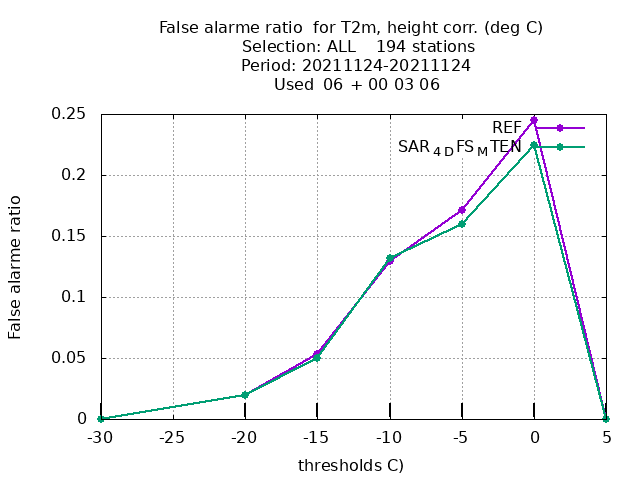 False alarme ratio  for T2m, height corr. (deg C)
Selection: ALL    194 stations
Period: 20211124-20211124
Used  06 + 00 03 06
0.25
REF
SAR4DFSMTEN
0.2
0.15
0.1
0.05
0
False alarme ratio
-30 -25 -20 -15 -10 -5 0 5
thresholds C)